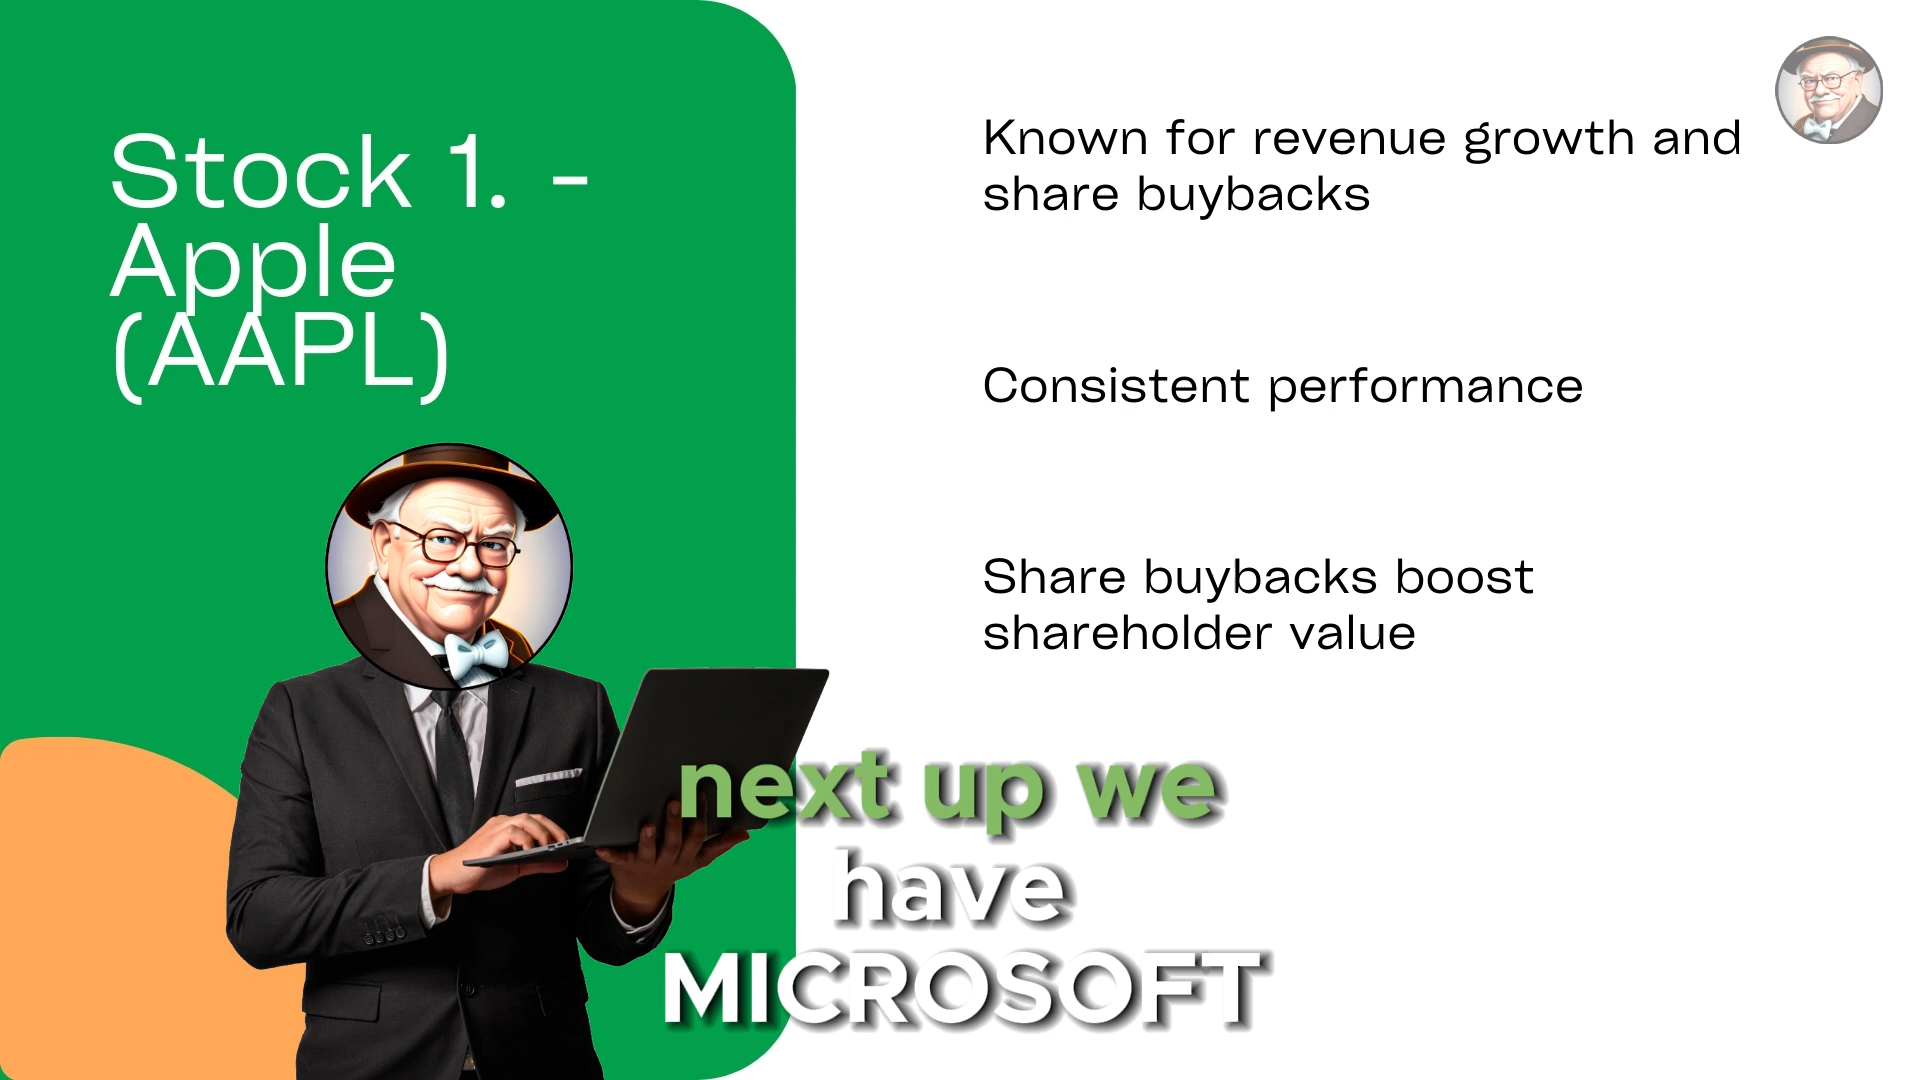 Stock 1. -
Apple
(AAPL)
Known for revenue growth and
share buybacks
Consistent performance
Share buybacks boost
shareholder value
next up we
have
MICROSOFT